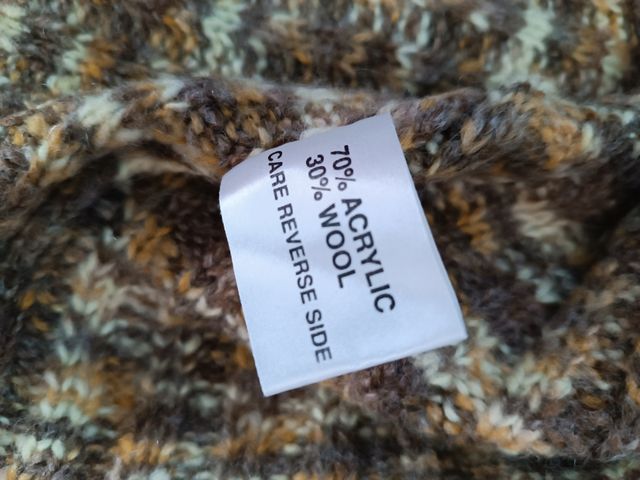 70% ACRYLIC
30% WOOL
CARE REVERSE SIDE